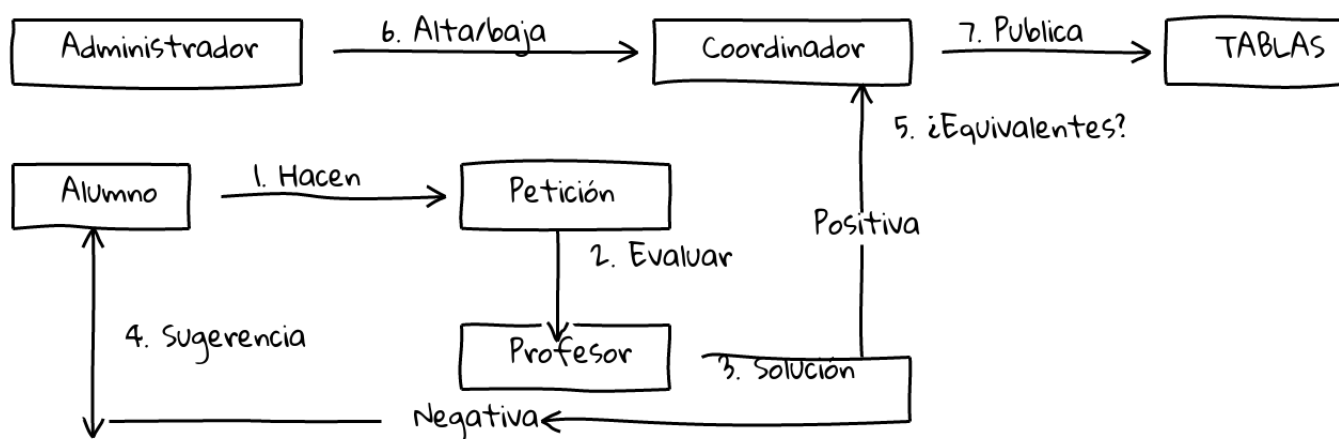 Administrador
6. Alta/baja
Coordinador
7. Publica
TABLAS
5. ¿Equivalentes?
Alumno
1. Hacen
Petición
Positiva
2. Evaluar
4. Sugerencia
Profesor
3. Solución
Negativa